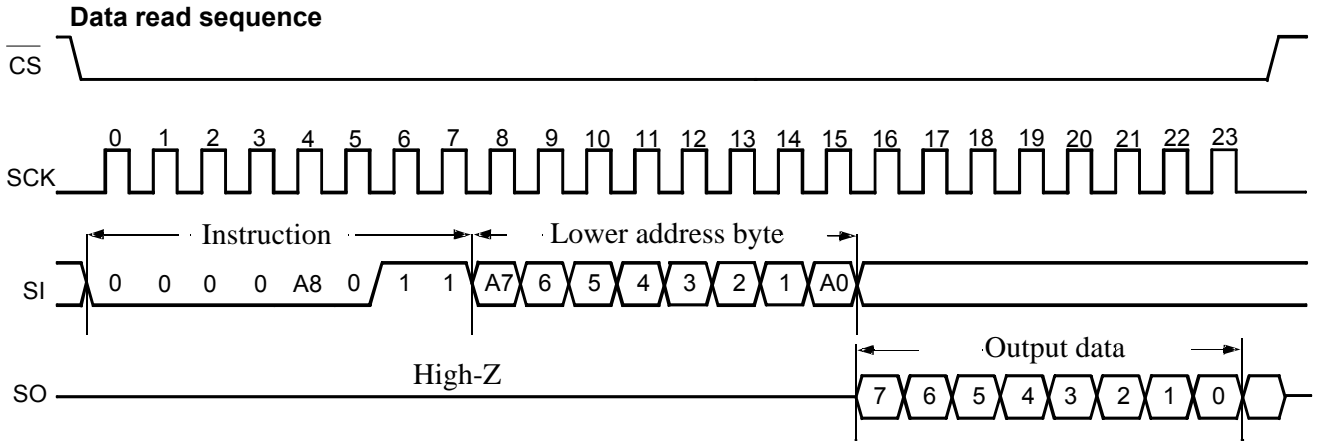 Data read sequence
CS
0 1 2 3 4 5 6 7 8 9 10 11 12 13 14 15 16 17 18 19 20 21 22 23
SCK
Instruction Lower address byte
SI 0 0 0 0 A8 0 1 1 A7 6 5 4 3 2 1 A0
Output data
High-Z
SO 7 6 5 4 3 2 1 0